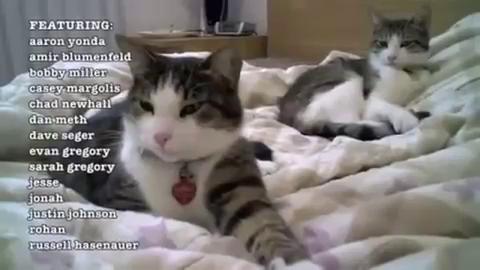 FEATURING:
aaron yonda
amir blumenfeld
bobby miller
casey margolis
chad newhall
dan meth
dave seger
evan gregory
sarah gregory
jesse
jonah
justin johnson
rohan
russell hasenauer